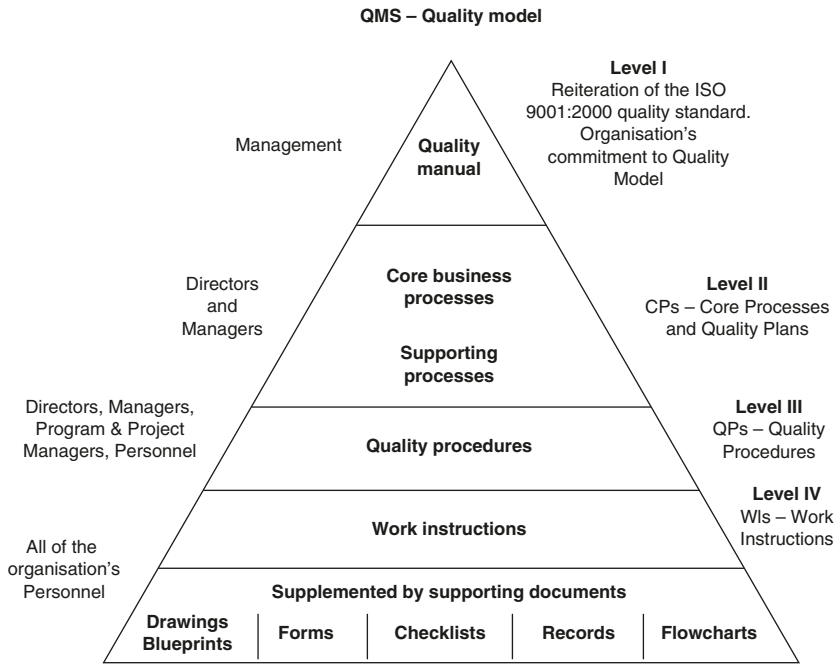 QMS – Quality model
Level I
Reiteration of the ISO
9001:2000 quality standard.
Organisation's
commitment to Quality
Model
Management
Quality
manual
Directors
and
Managers
Core business
processes
Supporting
processes
Level II
CPs – Core Processes
and Quality Plans
Directors, Managers,
Program & Project
Managers, Personnel
Quality procedures
Level III
QPs – Quality
Procedures
Work instructions
Level IV
WIs – Work
Instructions
All of the
organisation's
Personnel
Supplemented by supporting documents
Drawings
Blueprints
Forms
Checklists
Records
Flowcharts